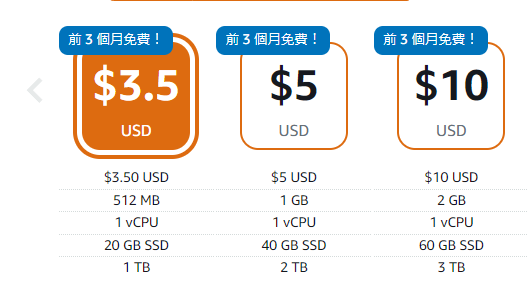 前 3 個月免費！ 前 3 個月免費！ 前 3 個月免費！
$3.5 $5 $10
USD USD USD
$3.50 USD $5 USD $10 USD
512 MB 1 GB 2 GB
1 vCPU 1 vCPU 1 vCPU
20 GB SSD 40 GB SSD 60 GB SSD
1 TB 2 TB 3 TB